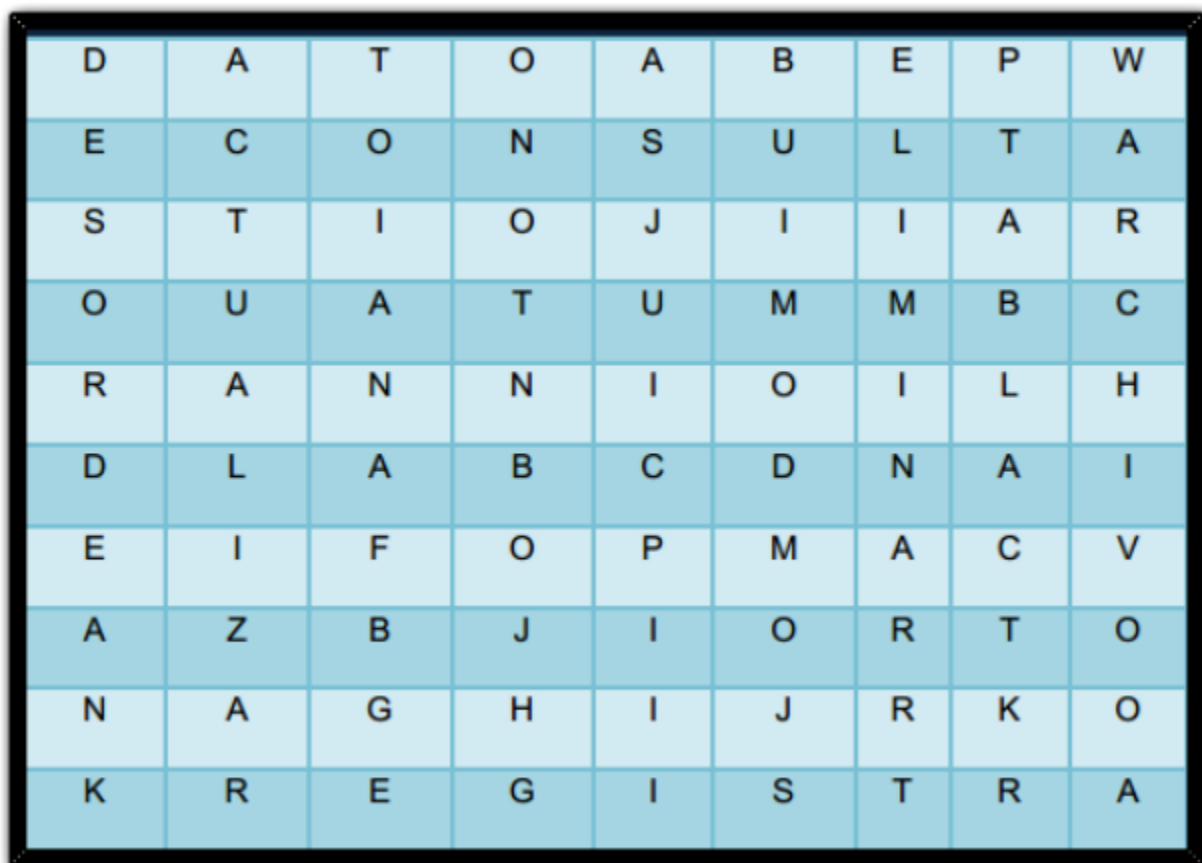 D A T O A B E P W
E C O N S U L T A
S T I O J I I A R
O U A T U M M B C
R A N N I O I L H
D L A B C D N A I
E I F O P M A C V
A Z B J I O R T O
N A G H I J R K O
K R E G I S T R A